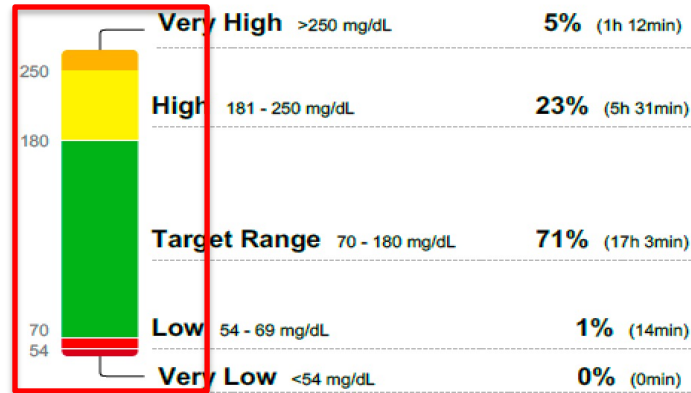 Very High >250 mg/dL 5% (1h 12min)
250
High 181 - 250 mg/dL 23% (5h 31min)
180
Target Range 70 - 180 mg/dL 71% (17h 3min)
70 Low 54 - 69 mg/dL 1% (14min)
54
Very Low <54 mg/dL 0% (0min)